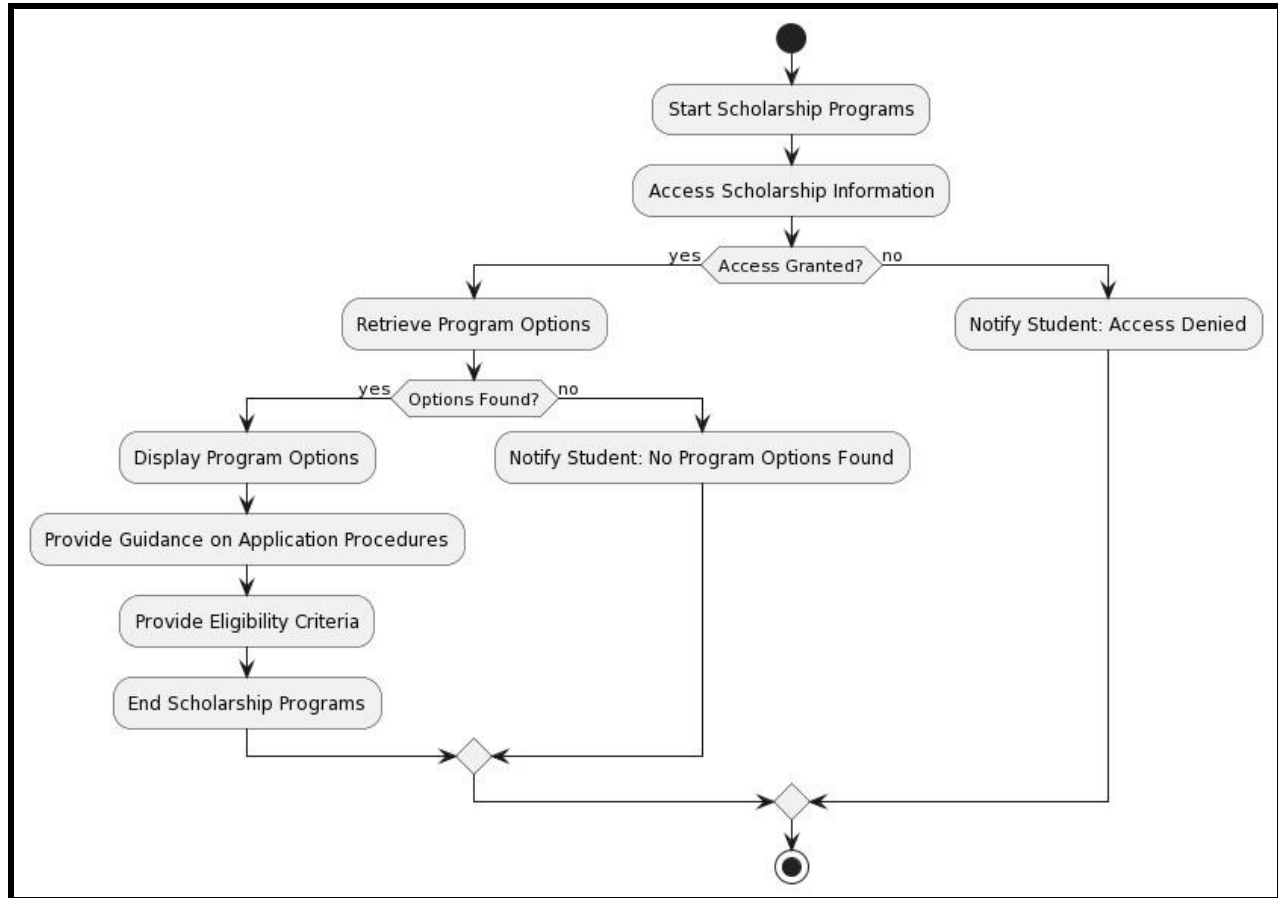 Start Scholarship Programs
Access Scholarship Information
yes
Access Granted?
no
Retrieve Program Options
Notify Student: Access Denied
yes
Options Found?
no
Display Program Options
Notify Student: No Program Options Found
Provide Guidance on Application Procedures
Provide Eligibility Criteria
End Scholarship Programs